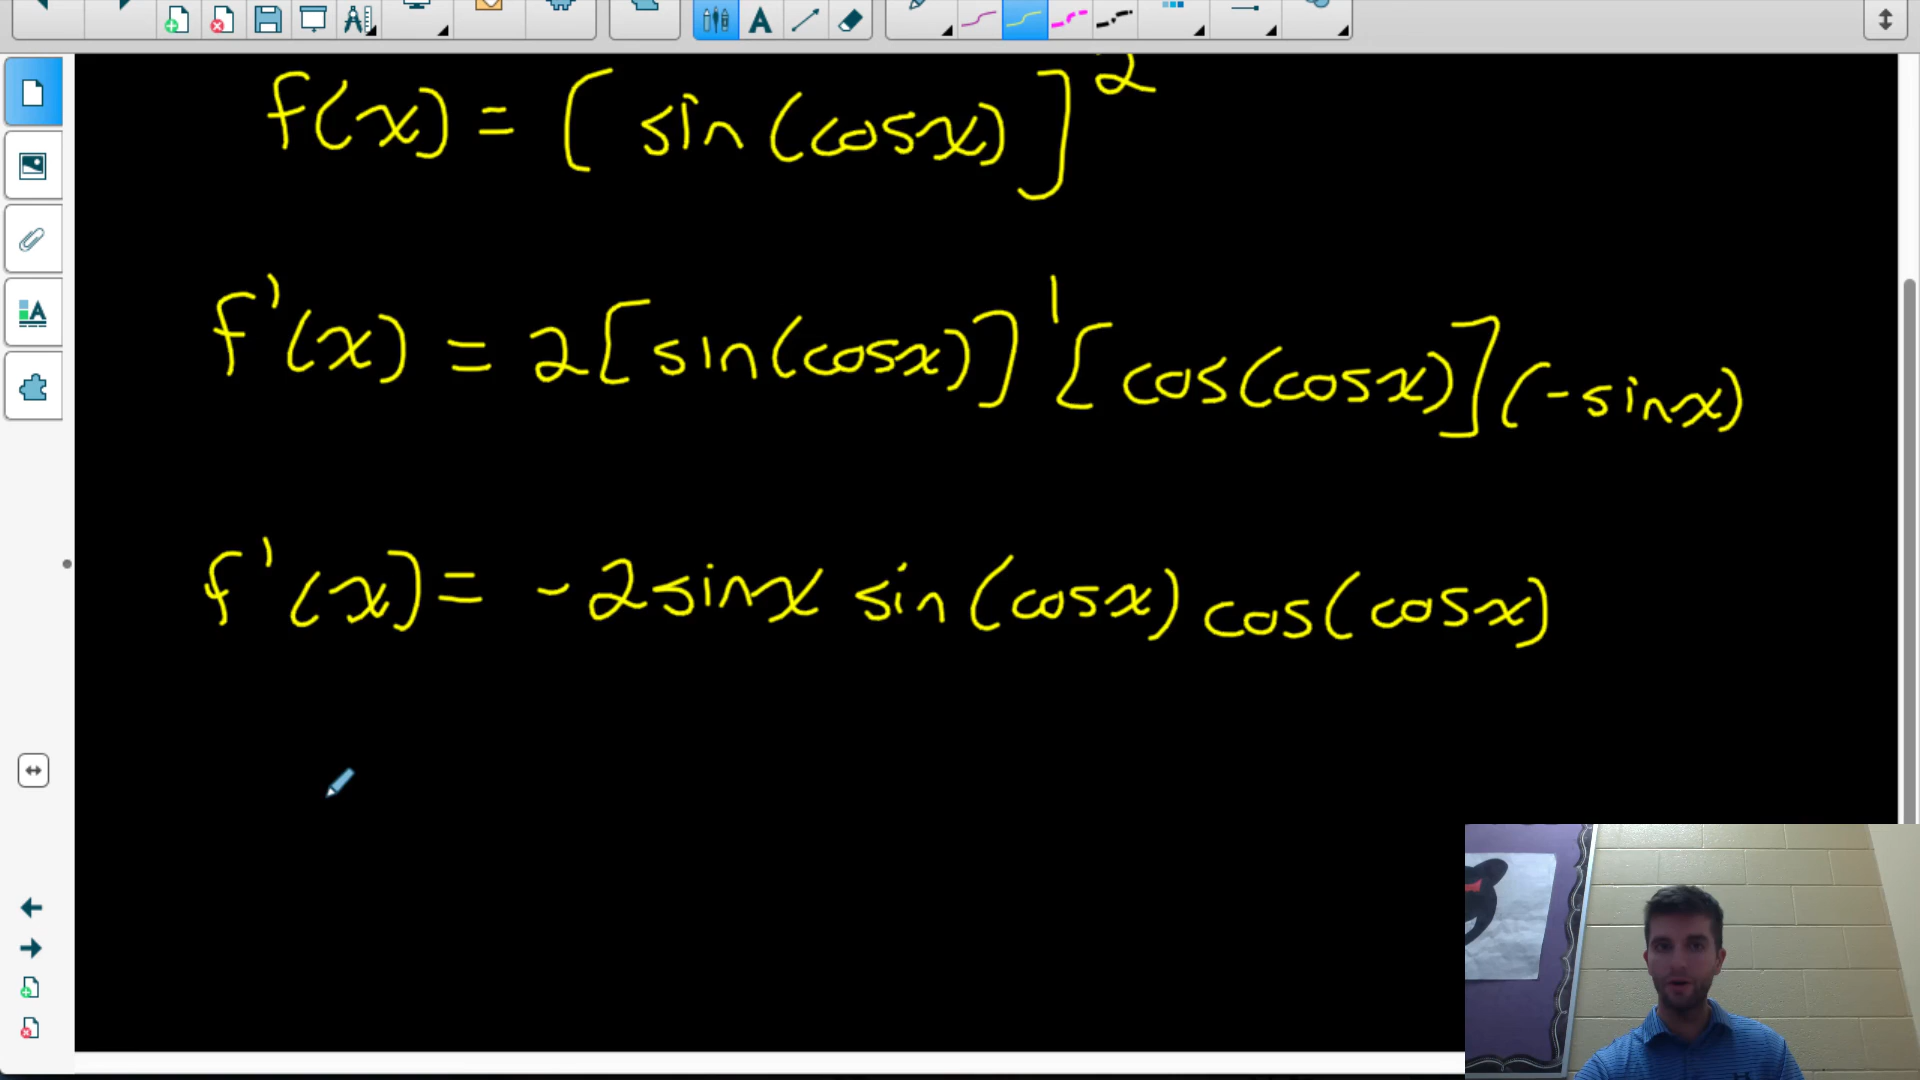 f(x) = [ sin (cosx) ]²
f'(x) = 2[sin(cosx)]¹ [cos(cosx)] (-sinx)
f'(x) = -2sinx sin(cosx) cos(cosx)